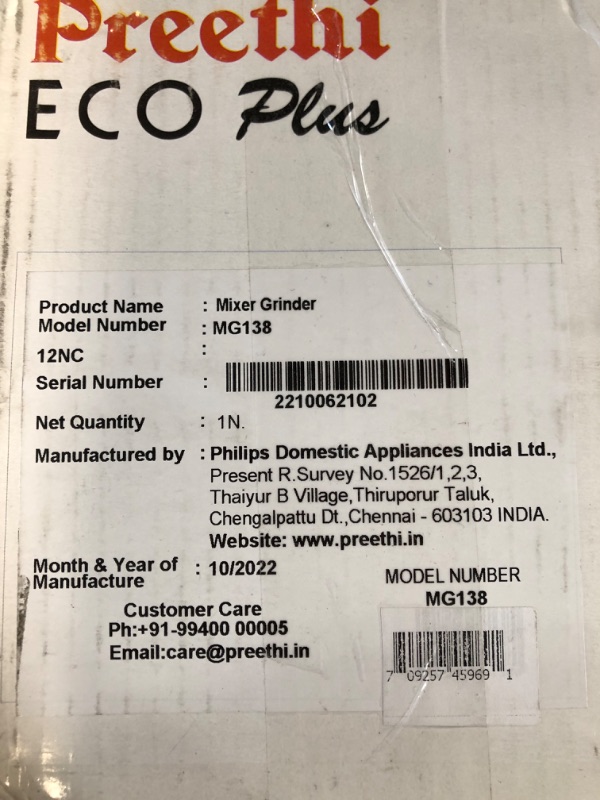 Preethi
ECO Plus
Product Name : Mixer Grinder
Model Number : MG138
12NC :
Serial Number :
2210062102
Net Quantity : 1N.
Manufactured by : Philips Domestic Appliances India Ltd.,
Present R.Survey No.1526/1,2,3,
Thaiyur B Village,Thiruporur Taluk,
Chengalpattu Dt.,Chennai - 603103 INDIA.
Website: www.preethi.in
Month & Year of : 10/2022
Manufacture
MODEL NUMBER
MG138
Customer Care
Ph:+91-99400 00005
Email:care@preethi.in
7 09257 45969 1